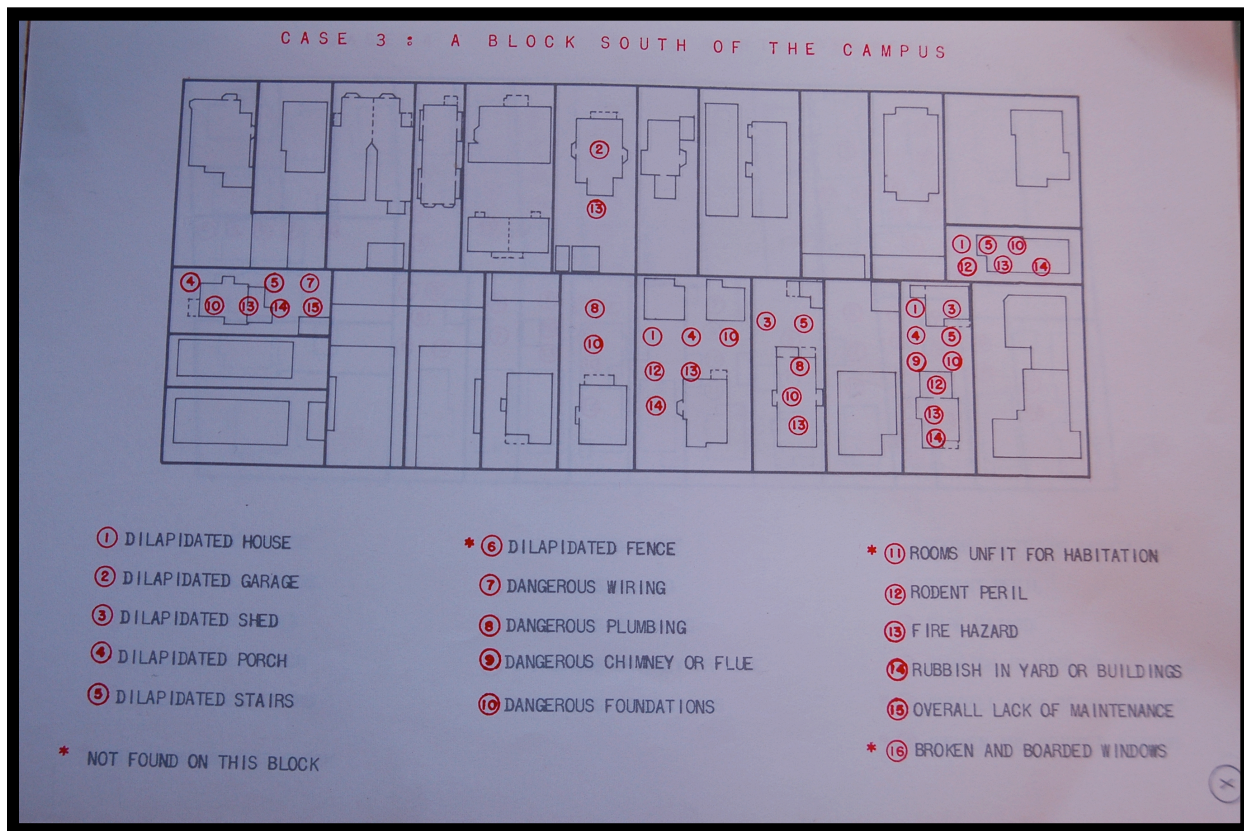 CASE 3: A BLOCK SOUTH OF THE CAMPUS
2
13
1 5 10
12 13 14
4 5 7
10 13 14 15
8
10
1 4 10
12 13
14
3 5
8
10
13
1 3
4 5
9 10
12
13
14
1 DILAPIDATED HOUSE
2 DILAPIDATED GARAGE
3 DILAPIDATED SHED
4 DILAPIDATED PORCH
5 DILAPIDATED STAIRS
* NOT FOUND ON THIS BLOCK
* 6 DILAPIDATED FENCE
7 DANGEROUS WIRING
8 DANGEROUS PLUMBING
9 DANGEROUS CHIMNEY OR FLUE
10 DANGEROUS FOUNDATIONS
* 11 ROOMS UNFIT FOR HABITATION
12 RODENT PERIL
13 FIRE HAZARD
14 RUBBISH IN YARD OR BUILDINGS
15 OVERALL LACK OF MAINTENANCE
* 16 BROKEN AND BOARDED WINDOWS
X